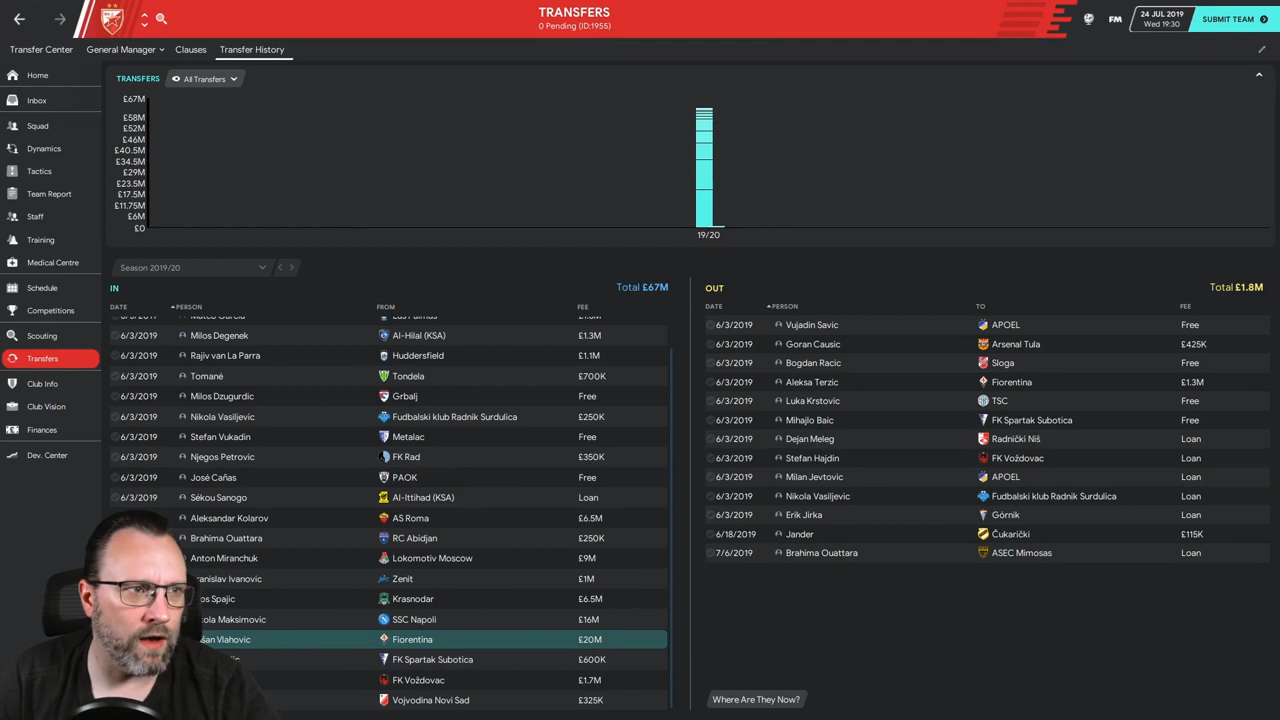 TRANSFERS
0 Pending (ID:1955)
FM
24 JUL 2019
Wed 19:30
SUBMIT TEAM
Transfer Center
General Manager
Clauses
Transfer History
Home
Inbox
Squad
Dynamics
Tactics
Team Report
Staff
Training
Medical Centre
Schedule
Competitions
Scouting
Transfers
Club Info
Club Vision
Finances
Dev. Center
TRANSFERS
All Transfers
£67M
£58M
£52M
£46M
£40.5M
£34.5M
£29M
£23.5M
£17.5M
£11.75M
£6M
£0
19/20
Season 2019/20
IN
Total £67M
DATE PERSON FROM FEE
6/3/2019 Milos Degenek Al-Hilal (KSA) £1.3M
6/3/2019 Rajiv van La Parra Huddersfield £1.1M
6/3/2019 Tomané Tondela £700K
6/3/2019 Milos Dzugurdic Grbalj Free
6/3/2019 Nikola Vasiljevic Fudbalski klub Radnik Surdulica £250K
6/3/2019 Stefan Vukadin Metalac Free
6/3/2019 Njegos Petrovic FK Rad £350K
6/3/2019 José Cañas PAOK Free
6/3/2019 Sékou Sanogo Al-Ittihad (KSA) Loan
Aleksandar Kolarov AS Roma £6.5M
Brahima Ouattara RC Abidjan £250K
Anton Miranchuk Lokomotiv Moscow £9M
ranislav Ivanovic Zenit £1M
os Spajic Krasnodar £6.5M
ola Maksimovic SSC Napoli £16M
šan Vlahovic Fiorentina £20M
FK Spartak Subotica £600K
FK Voždovac £1.7M
Vojvodina Novi Sad £325K
OUT
Total £1.8M
DATE PERSON TO FEE
6/3/2019 Vujadin Savic APOEL Free
6/3/2019 Goran Causic Arsenal Tula £425K
6/3/2019 Bogdan Racic Sloga Free
6/3/2019 Aleksa Terzic Fiorentina £1.3M
6/3/2019 Luka Krstovic TSC Free
6/3/2019 Mihajlo Baic FK Spartak Subotica Free
6/3/2019 Dejan Meleg Radnički Niš Loan
6/3/2019 Stefan Hajdin FK Voždovac Loan
6/3/2019 Milan Jevtovic APOEL Loan
6/3/2019 Nikola Vasiljevic Fudbalski klub Radnik Surdulica Loan
6/3/2019 Erik Jirka Górnik Loan
6/18/2019 Jander Čukarički £115K
7/6/2019 Brahima Ouattara ASEC Mimosas Loan
Where Are They Now?